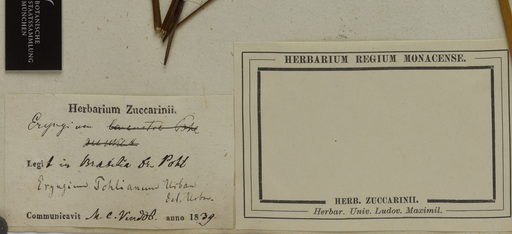 BOTANISCHE
STAATSSAMMLUNG
MÜNCHEN
Herbarium Zuccarinii.
Eryngium
Legit in Brasilia Dr Pohl
Eryngium Pohlianum Urban
det. Urban.
Communicavit M. C. Vindob. anno 1839
HERBARIUM REGIUM MONACENSE.
HERB. ZUCCARINII.
Herbar. Univ. Ludov. Maximil.